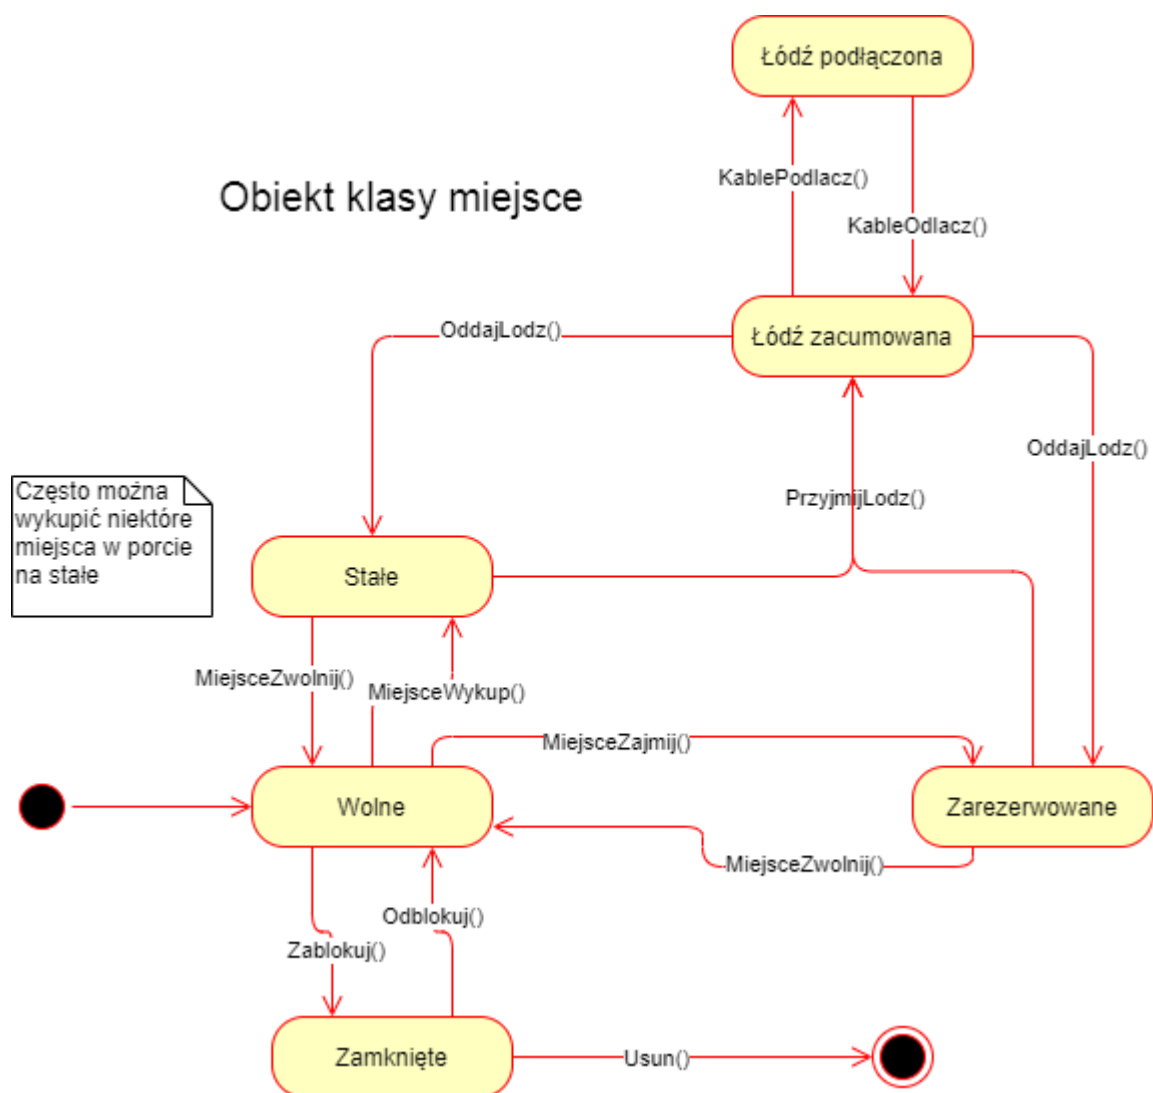 Łódź podłączona
KablePodlacz()
Obiekt klasy miejsce
KableOdlacz()
OddajLodz()
Łódź zacumowana
OddajLodz()
Często można
wykupić niektóre
miejsca w porcie
na stałe
PrzyjmijLodz()
Stałe
MiejsceZwolnij()
MiejsceWykup()
MiejsceZajmij()
Wolne
Zarezerwowane
MiejsceZwolnij()
Odblokuj()
Zablokuj()
Zamknięte
Usun()